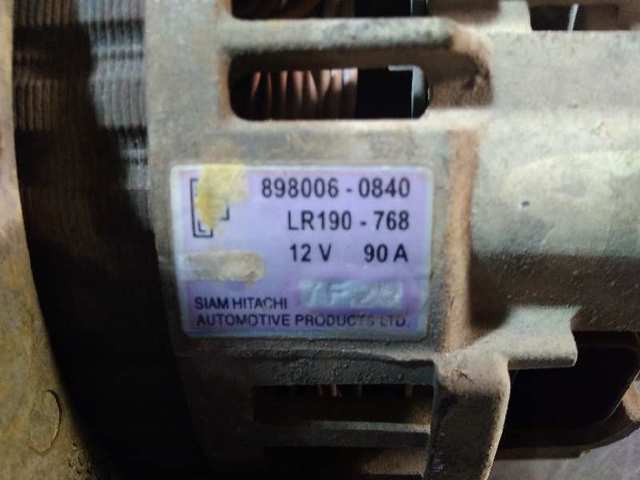 898006-0840
LR190-768
12 V 90 A
SIAM HITACHI
AUTOMOTIVE PRODUCTS LTD.